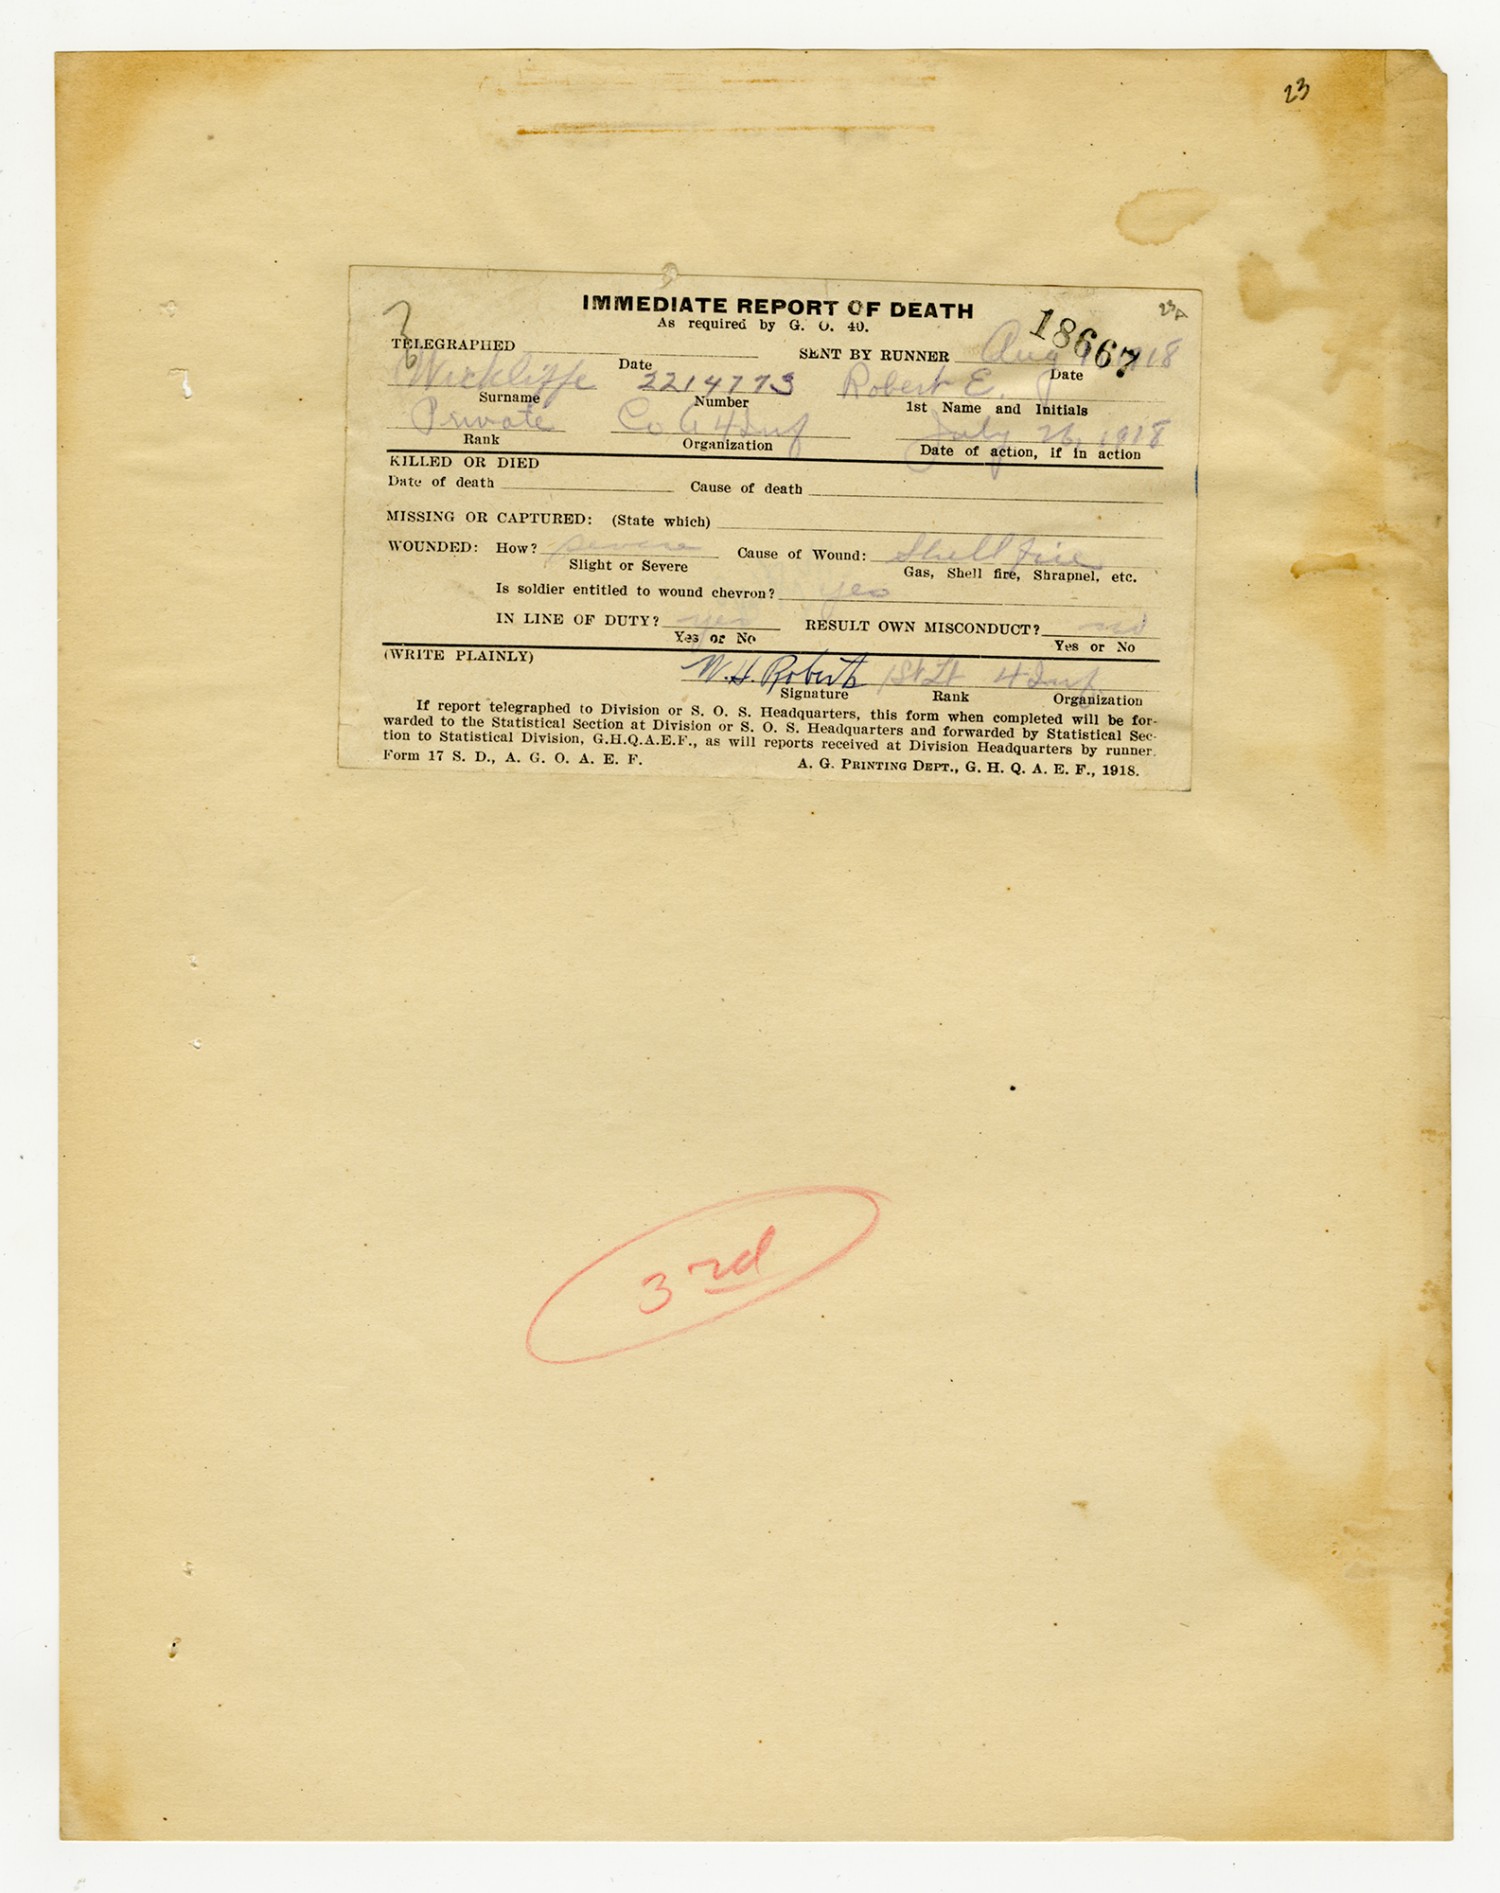 23
IMMEDIATE REPORT OF DEATH
23A
As required by G. O. 40.
18667
TELEGRAPHED SENT BY RUNNER Aug 1918
Date Date
Wickliffe 2214773 Robert E.
Surname Number 1st Name and Initials
Private Co A 4 Inf July 26, 1918
Rank Organization Date of action, if in action
KILLED OR DIED
Date of death Cause of death
MISSING OR CAPTURED: (State which)
WOUNDED: How? severe Cause of Wound: Shell fire
Slight or Severe Gas, Shell fire, Shrapnel, etc.
Is soldier entitled to wound chevron? yes
IN LINE OF DUTY? yes RESULT OWN MISCONDUCT? no
Yes or No Yes or No
(WRITE PLAINLY) W. H. Roberts 1st Lt 4 Inf.
Signature Rank Organization
If report telegraphed to Division or S. O. S. Headquarters, this form when completed will be for-
warded to the Statistical Section at Division or S. O. S. Headquarters and forwarded by Statistical Sec-
tion to Statistical Division, G.H.Q.A.E.F., as will reports received at Division Headquarters by runner.
Form 17 S. D., A. G. O. A. E. F. A. G. PRINTING DEPT., G. H. Q. A. E. F., 1918.
3rd